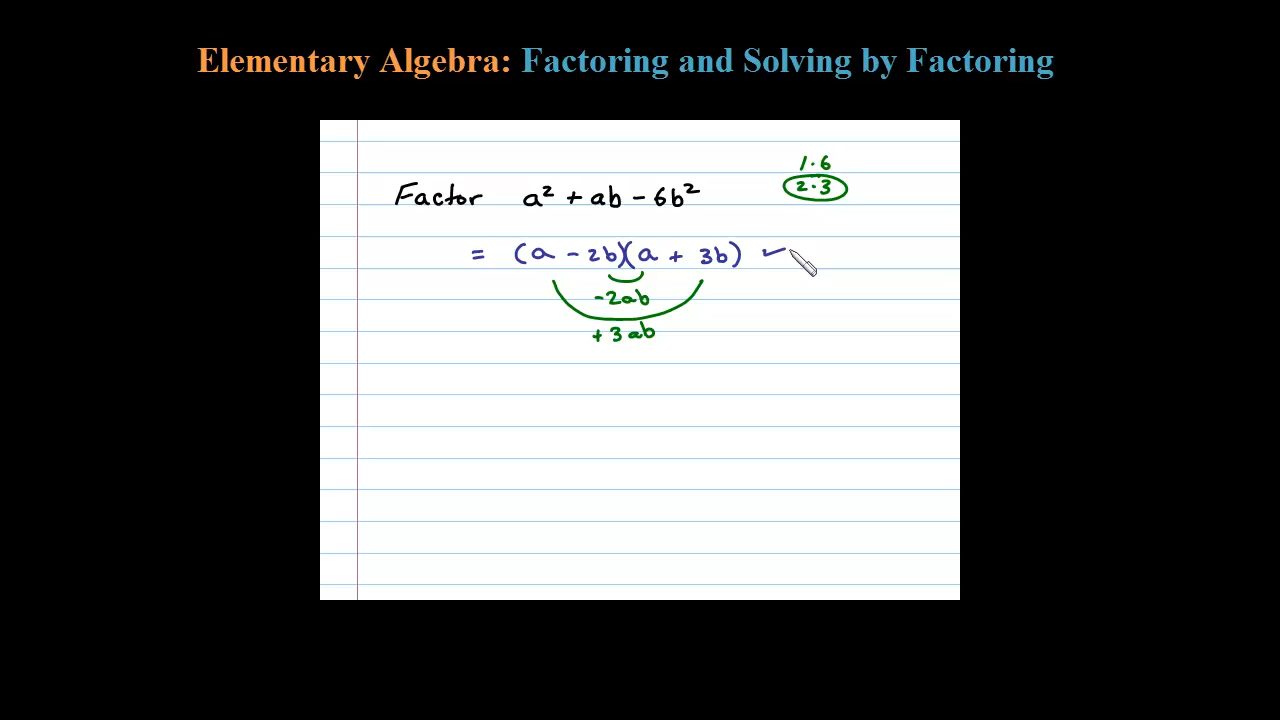 Elementary Algebra: Factoring and Solving by Factoring
1·6
2·3
Factor a² + ab - 6b²
= (a - 2b)(a + 3b) ✓
-2ab
+3ab